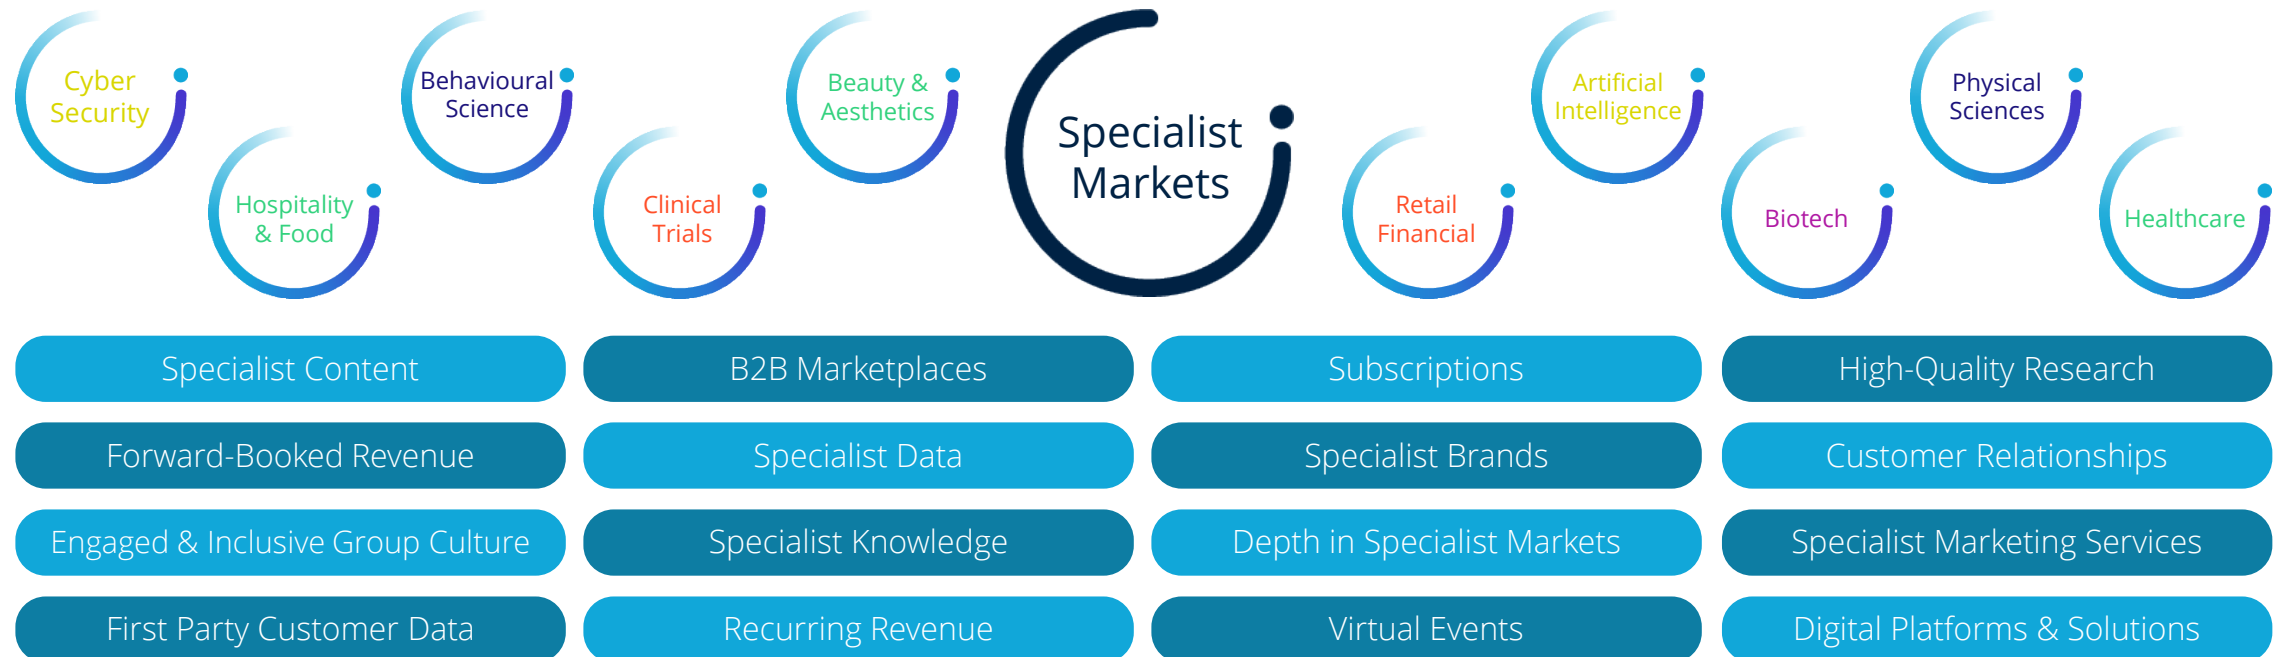 Cyber
Security
Hospitality
& Food
Behavioural
Science
Clinical
Trials
Beauty &
Aesthetics
Specialist
Markets
Retail
Financial
Artificial
Intelligence
Biotech
Physical
Sciences
Healthcare
Specialist Content
B2B Marketplaces
Subscriptions
High-Quality Research
Forward-Booked Revenue
Specialist Data
Specialist Brands
Customer Relationships
Engaged & Inclusive Group Culture
Specialist Knowledge
Depth in Specialist Markets
Specialist Marketing Services
First Party Customer Data
Recurring Revenue
Virtual Events
Digital Platforms & Solutions